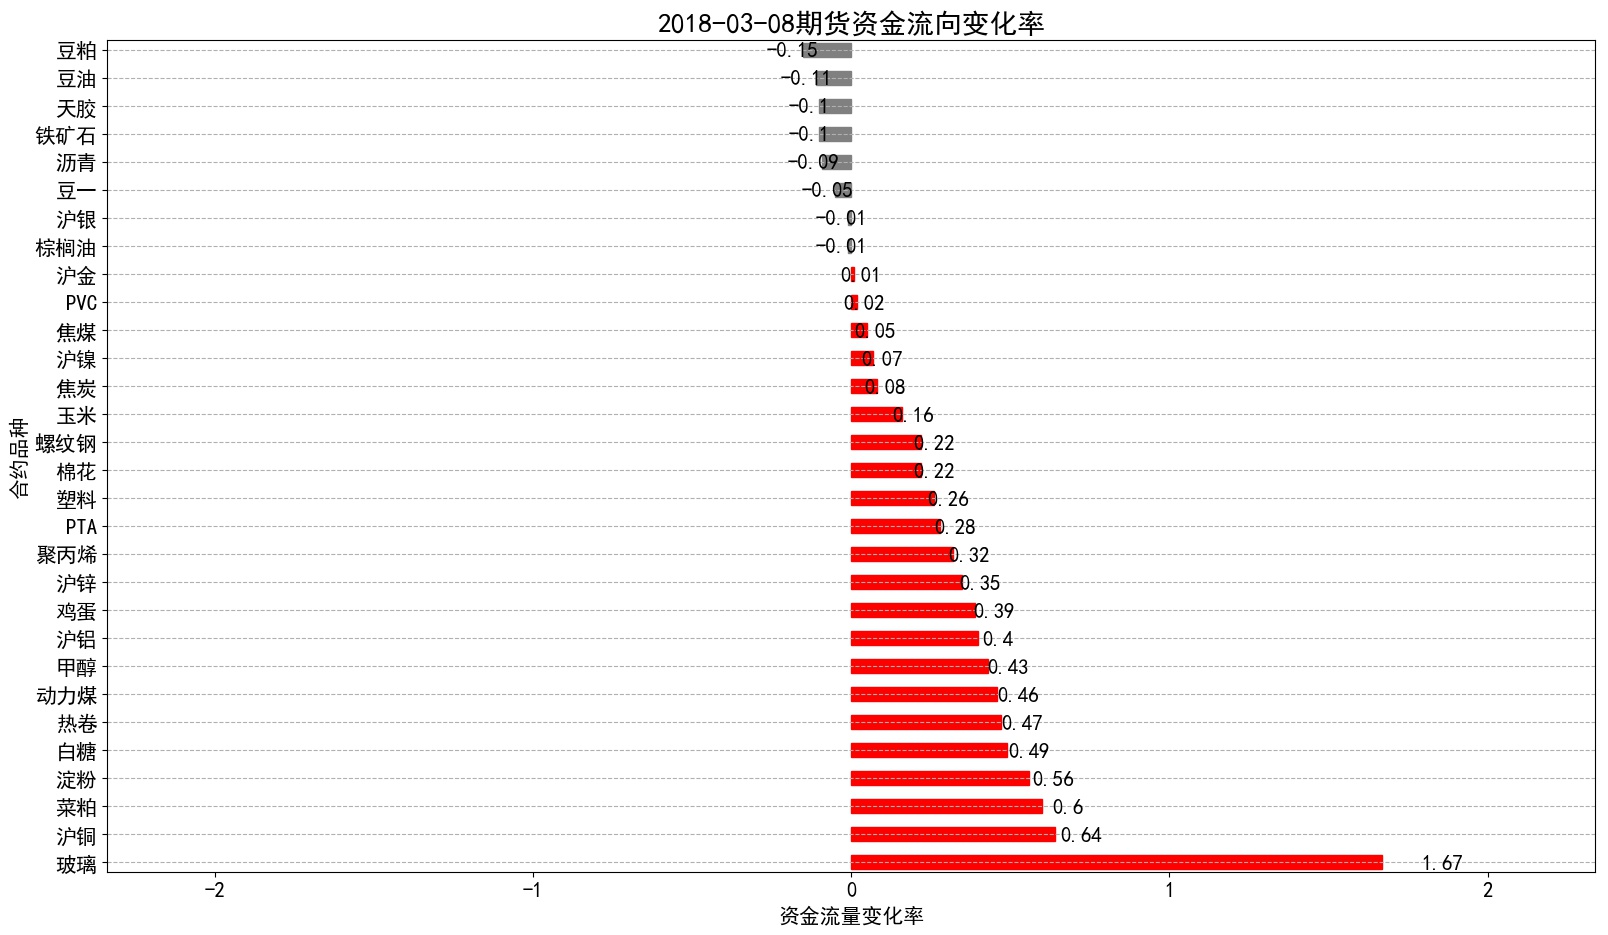 2018-03-08期货资金流向变化率
豆粕 -0.15
豆油 -0.11
天胶 -0.1
铁矿石 -0.1
沥青 -0.09
豆一 -0.05
沪银 -0.01
棕榈油 -0.01
沪金 0.01
PVC 0.02
焦煤 0.05
沪镍 0.07
焦炭 0.08
玉米 0.16
螺纹钢 0.22
棉花 0.22
塑料 0.26
PTA 0.28
聚丙烯 0.32
沪锌 0.35
鸡蛋 0.39
沪铝 0.4
甲醇 0.43
动力煤 0.46
热卷 0.47
白糖 0.49
淀粉 0.56
菜粕 0.6
沪铜 0.64
玻璃 1.67
合约品种
-2 -1 0 1 2
资金流量变化率